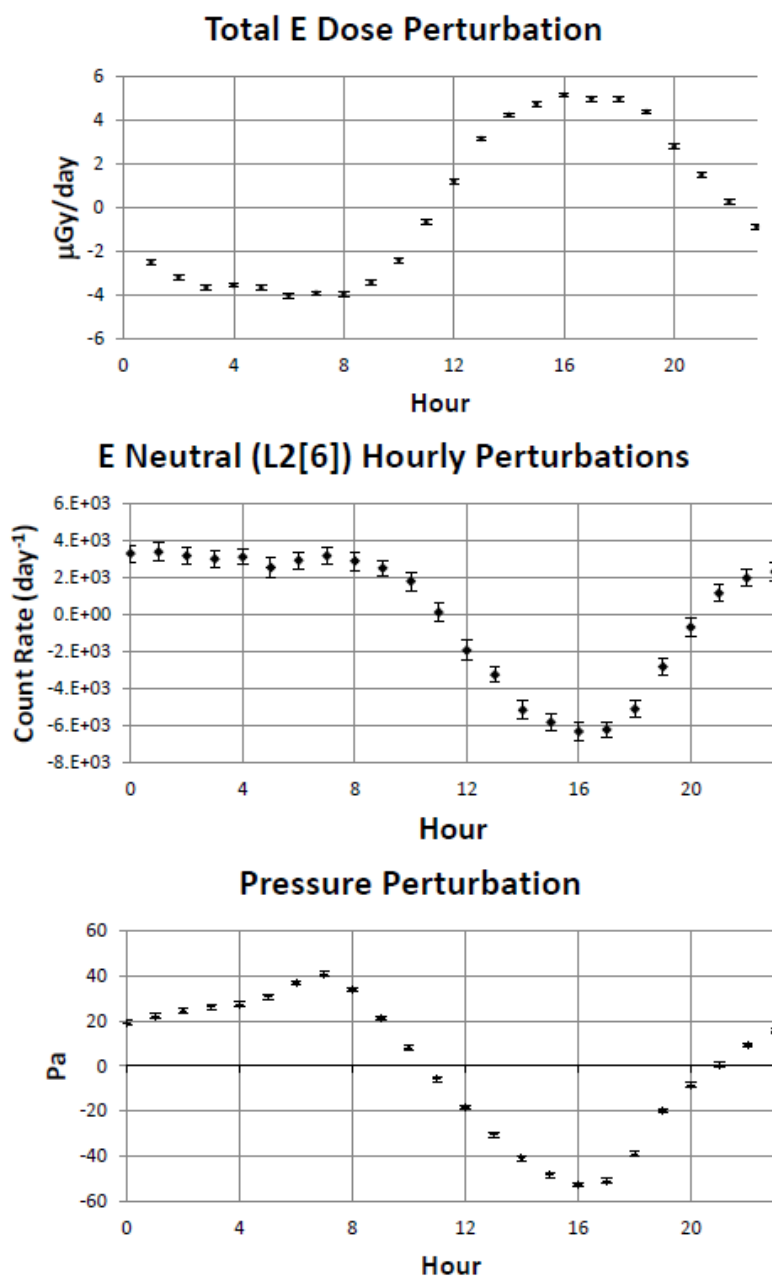 Total E Dose Perturbation
6
4
2
0
-2
-4
-6
μGy/day
0 4 8 12 16 20
Hour
E Neutral (L2[6]) Hourly Perturbations
6.E+03
4.E+03
2.E+03
0.E+00
-2.E+03
-4.E+03
-6.E+03
-8.E+03
Count Rate (day⁻¹)
0 4 8 12 16 20
Hour
Pressure Perturbation
60
40
20
0
-20
-40
-60
Pa
0 4 8 12 16 20
Hour